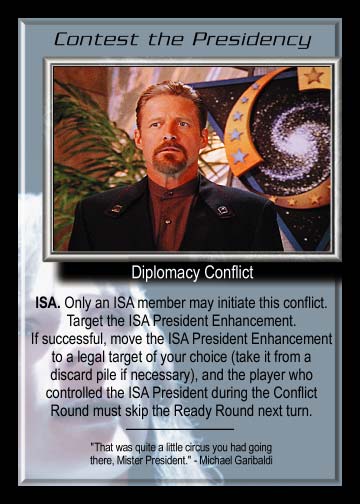 Contest the Presidency
Diplomacy Conflict
ISA. Only an ISA member may initiate this conflict.
Target the ISA President Enhancement.
If successful, move the ISA President Enhancement
to a legal target of your choice (take it from a
discard pile if necessary), and the player who
controlled the ISA President during the Conflict
Round must skip the Ready Round next turn.
"That was quite a little circus you had going
there, Mister President." - Michael Garibaldi